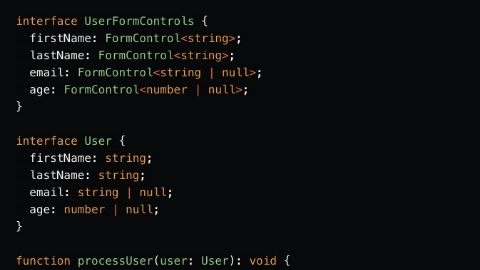 interface UserFormControls {
  firstName: FormControl<string>;
  lastName: FormControl<string>;
  email: FormControl<string | null>;
  age: FormControl<number | null>;
}

interface User {
  firstName: string;
  lastName: string;
  email: string | null;
  age: number | null;
}

function processUser(user: User): void {